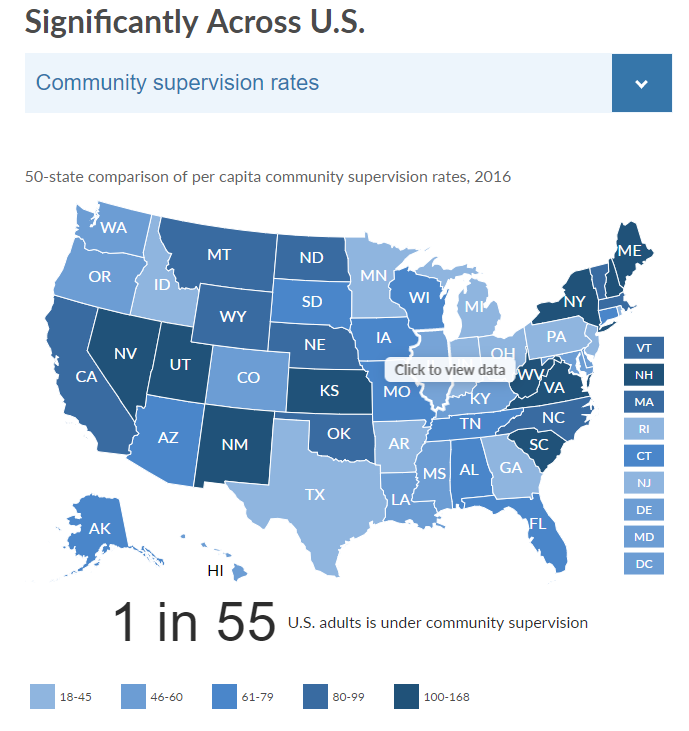 Significantly Across U.S.
Community supervision rates
50-state comparison of per capita community supervision rates, 2016
WA
MT
ND
ME
OR
ID
MN
SD
WI
MI
NY
WY
NE
IA
PA
NV
UT
CO
OH
VT
CA
Click to view data
WV
NH
KS
MO
KY
VA
MA
AZ
NM
OK
TN
NC
RI
AR
SC
CT
TX
MS
AL
GA
NJ
LA
DE
AK
FL
MD
HI
DC
1 in 55 U.S. adults is under community supervision
18-45 46-60 61-79 80-99 100-168